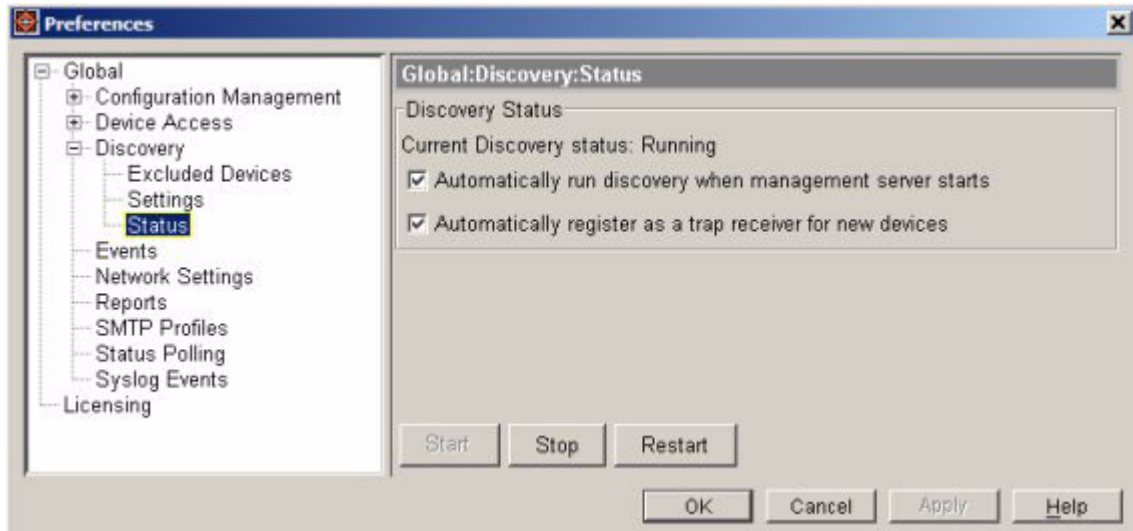 Preferences
Global
Configuration Management
Device Access
Discovery
Excluded Devices
Settings
Status
Events
Network Settings
Reports
SMTP Profiles
Status Polling
Syslog Events
Licensing
Global:Discovery:Status
Discovery Status
Current Discovery status: Running
Automatically run discovery when management server starts
Automatically register as a trap receiver for new devices
Start Stop Restart
OK Cancel Apply Help